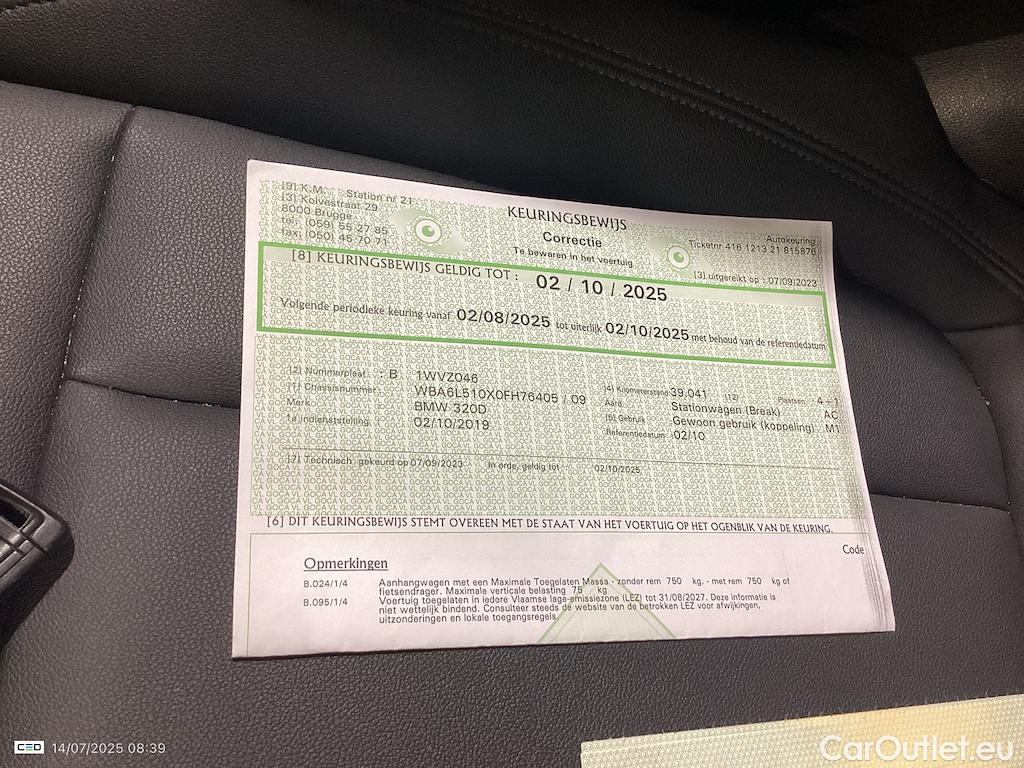 [9] K.M. Station nr 21
[3] Kolvestraat 29
8000 Brugge
tel: (059) 55 27 85
fax: (050) 45 70 71
KEURINGSBEWIJS
Correctie
Te bewaren in het voertuig
Autokeuring
Ticketnr 416 1213 21 815876
[3] uitgereikt op : 07/09/2023
[8] KEURINGSBEWIJS GELDIG TOT : 02 / 10 / 2025
Volgende periodieke keuring vanaf 02/08/2025 tot uiterlijk 02/10/2025 met behoud van de referentiedatum
[2] Nummerplaat : B 1WVZ046
[1] Chassisnummer : WBA6L510X0FH76405 / 09
Merk BMW 320D
1a indienststelling : 02/10/2019
[4] Kilometerstand: 39.041 [12] Plaatsen 4 + 1
Aard Stationwagen (Break) AC
[5] Gebruik Gewoon gebruik (koppeling) M1
Referentiedatum : 02/10
[7] Technisch gekeurd op 07/09/2023 In orde, geldig tot : 02/10/2025
[6] DIT KEURINGSBEWIJS STEMT OVEREEN MET DE STAAT VAN HET VOERTUIG OP HET OGENBLIK VAN DE KEURING.
Opmerkingen
Code
B.024/1/4 Aanhangwagen met een Maximale Toegelaten Massa - zonder rem 750 kg. - met rem 750 kg of
fietsendrager. Maximale verticale belasting 75 kg
B.095/1/4 Voertuig toegelaten in iedere Vlaamse lage-emissiezone (LEZ) tot 31/08/2027. Deze informatie is
niet wettelijk bindend. Consulteer steeds de website van de betrokken LEZ voor afwijkingen,
uitzonderingen en lokale toegangsregels.
CED 14/07/2025 08:39
CarOutlet.eu